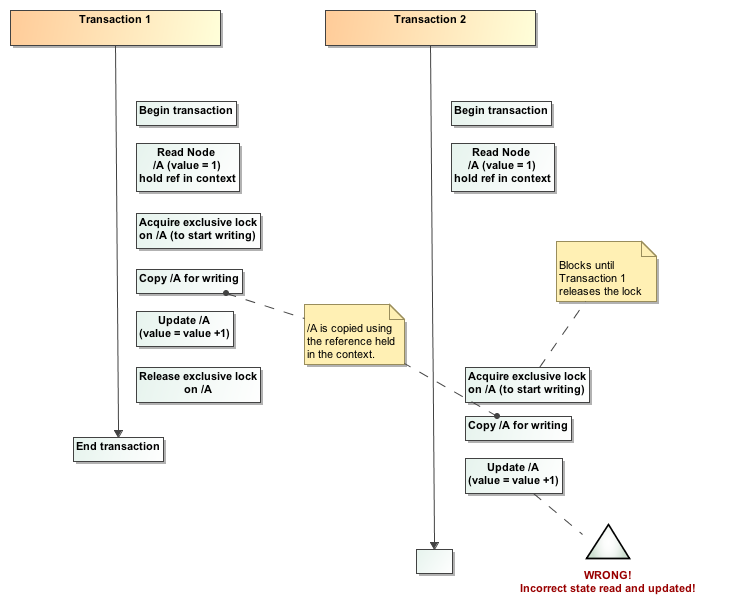 Transaction 1
Transaction 2
Begin transaction
Begin transaction
Read Node
/A (value = 1)
hold ref in context
Read Node
/A (value = 1)
hold ref in context
Acquire exclusive lock
on /A (to start writing)
Copy /A for writing
Blocks until
Transaction 1
releases the lock
Update /A
(value = value +1)
/A is copied using
the reference held
in the context.
Release exclusive lock
on /A
Acquire exclusive lock
on /A (to start writing)
Copy /A for writing
End transaction
Update /A
(value = value +1)
WRONG!
Incorrect state read and updated!